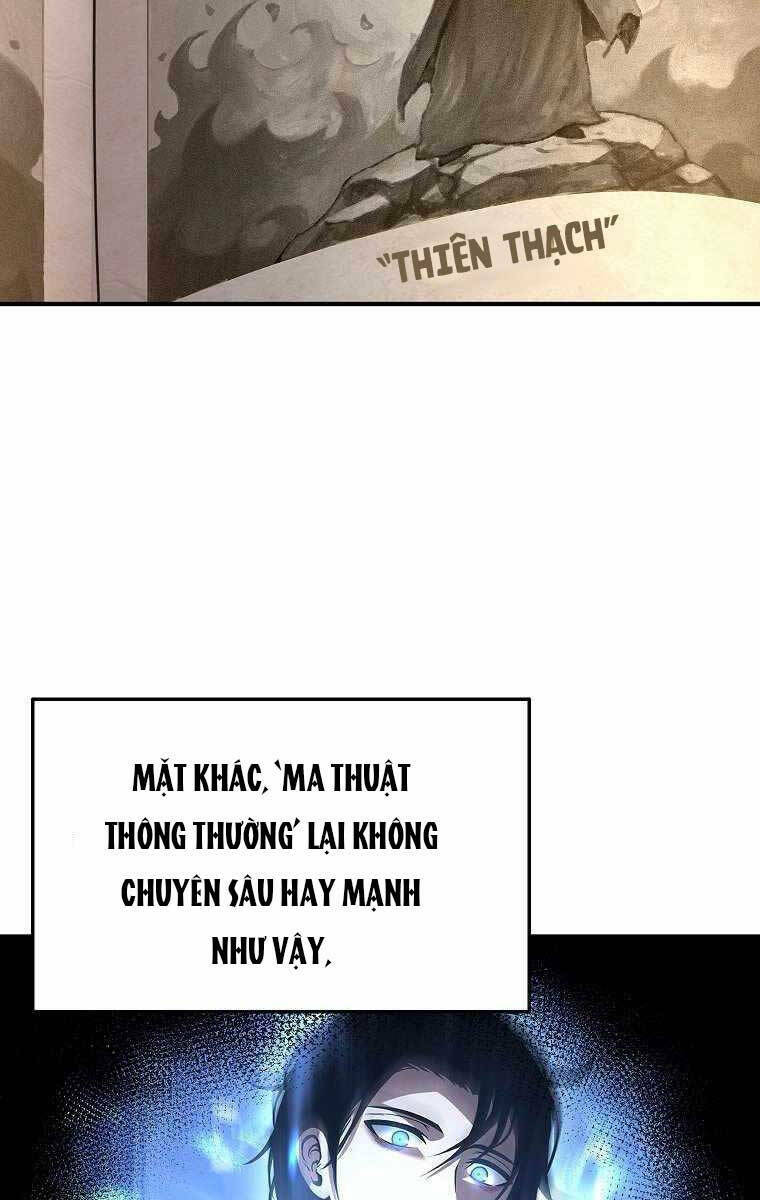 “THIÊN THẠCH”
MẶT KHÁC, ‘MA THUẬT
THÔNG THƯỜNG’ LẠI KHÔNG
CHUYÊN SÂU HAY MẠNH
NHƯ VẬY,